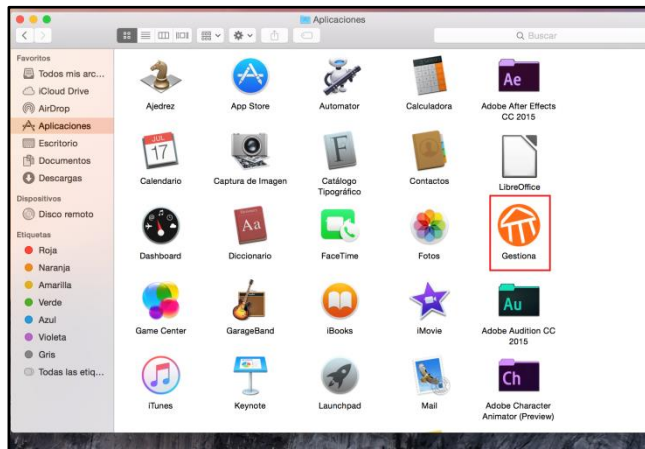 Aplicaciones
Buscar
Favoritos
Todos mis arc...
iCloud Drive
AirDrop
Aplicaciones
Escritorio
Documentos
Descargas
Dispositivos
Disco remoto
Etiquetas
Roja
Naranja
Amarilla
Verde
Azul
Violeta
Gris
Todas las etiq...
Ae
Ajedrez
App Store
Automator
Calculadora
Adobe After Effects
CC 2015
JUL
17
F
Calendario
Captura de Imagen
Catálogo
Tipográfico
Contactos
LibreOffice
Aa
Dashboard
Diccionario
FaceTime
Fotos
Gestiona
Au
Game Center
GarageBand
iBooks
iMovie
Adobe Audition CC
2015
Ch
iTunes
Keynote
Launchpad
Mail
Adobe Character
Animator (Preview)